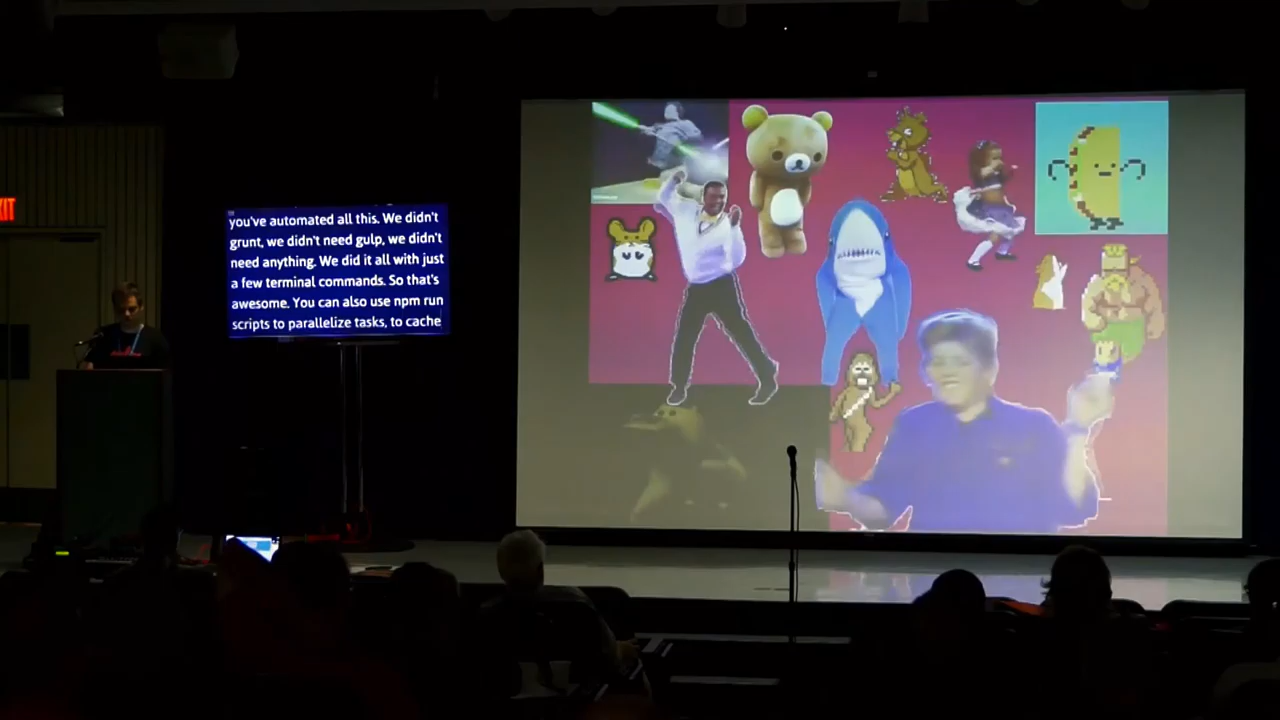 XIT
you've automated all this. We didn't
grunt, we didn't need gulp, we didn't
need anything. We did it all with just
a few terminal commands. So that's
awesome. You can also use npm run
scripts to parallelize tasks, to cache